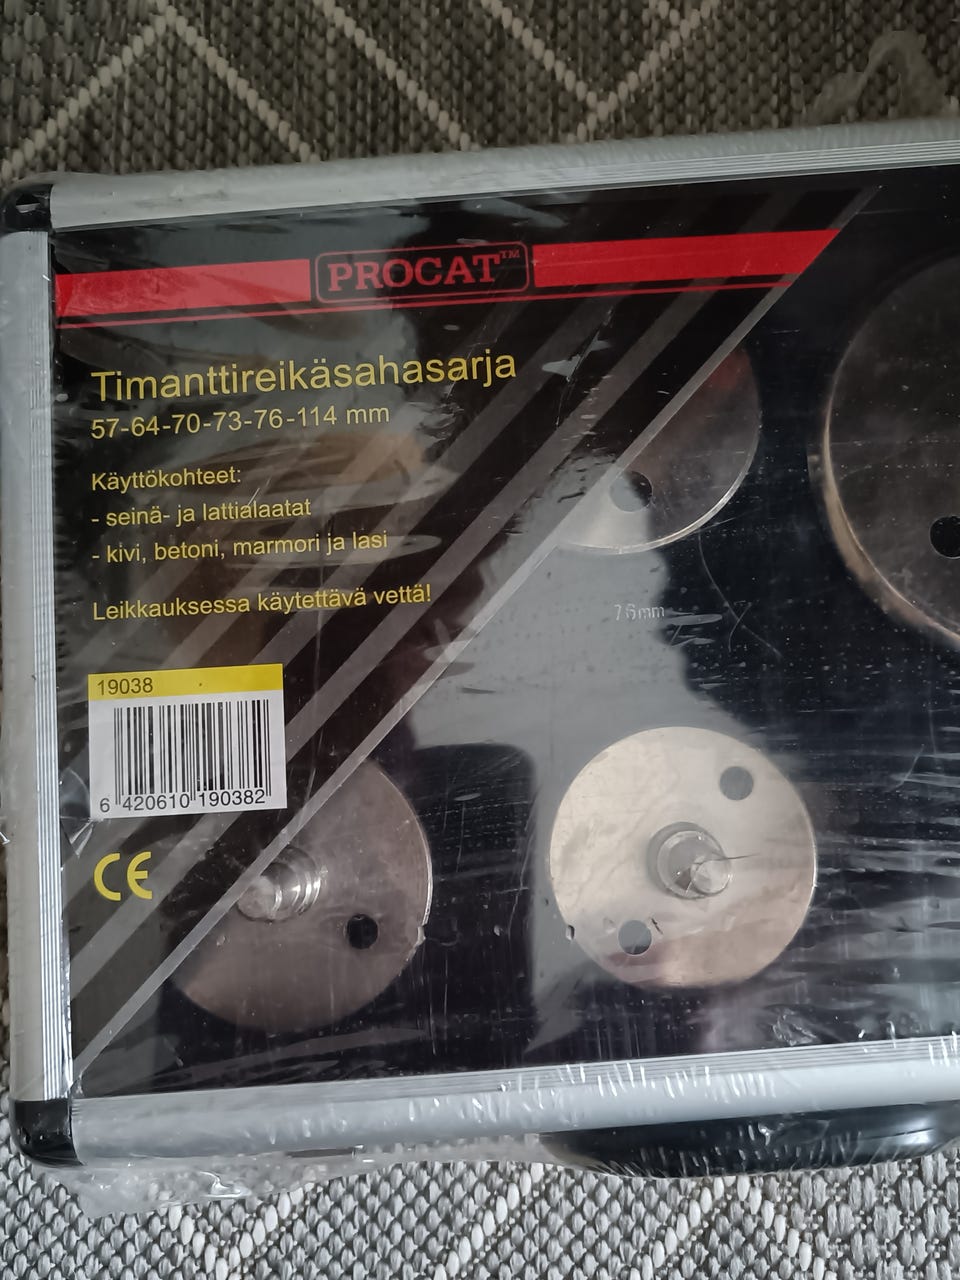 PROCAT™
Timanttireikäsahasarja
57-64-70-73-76-114 mm
Käyttökohteet:
- seinä- ja lattialaatat
- kivi, betoni, marmori ja lasi
Leikkauksessa käytettävä vettä!
76mm
19038
6 420610 190382
CE